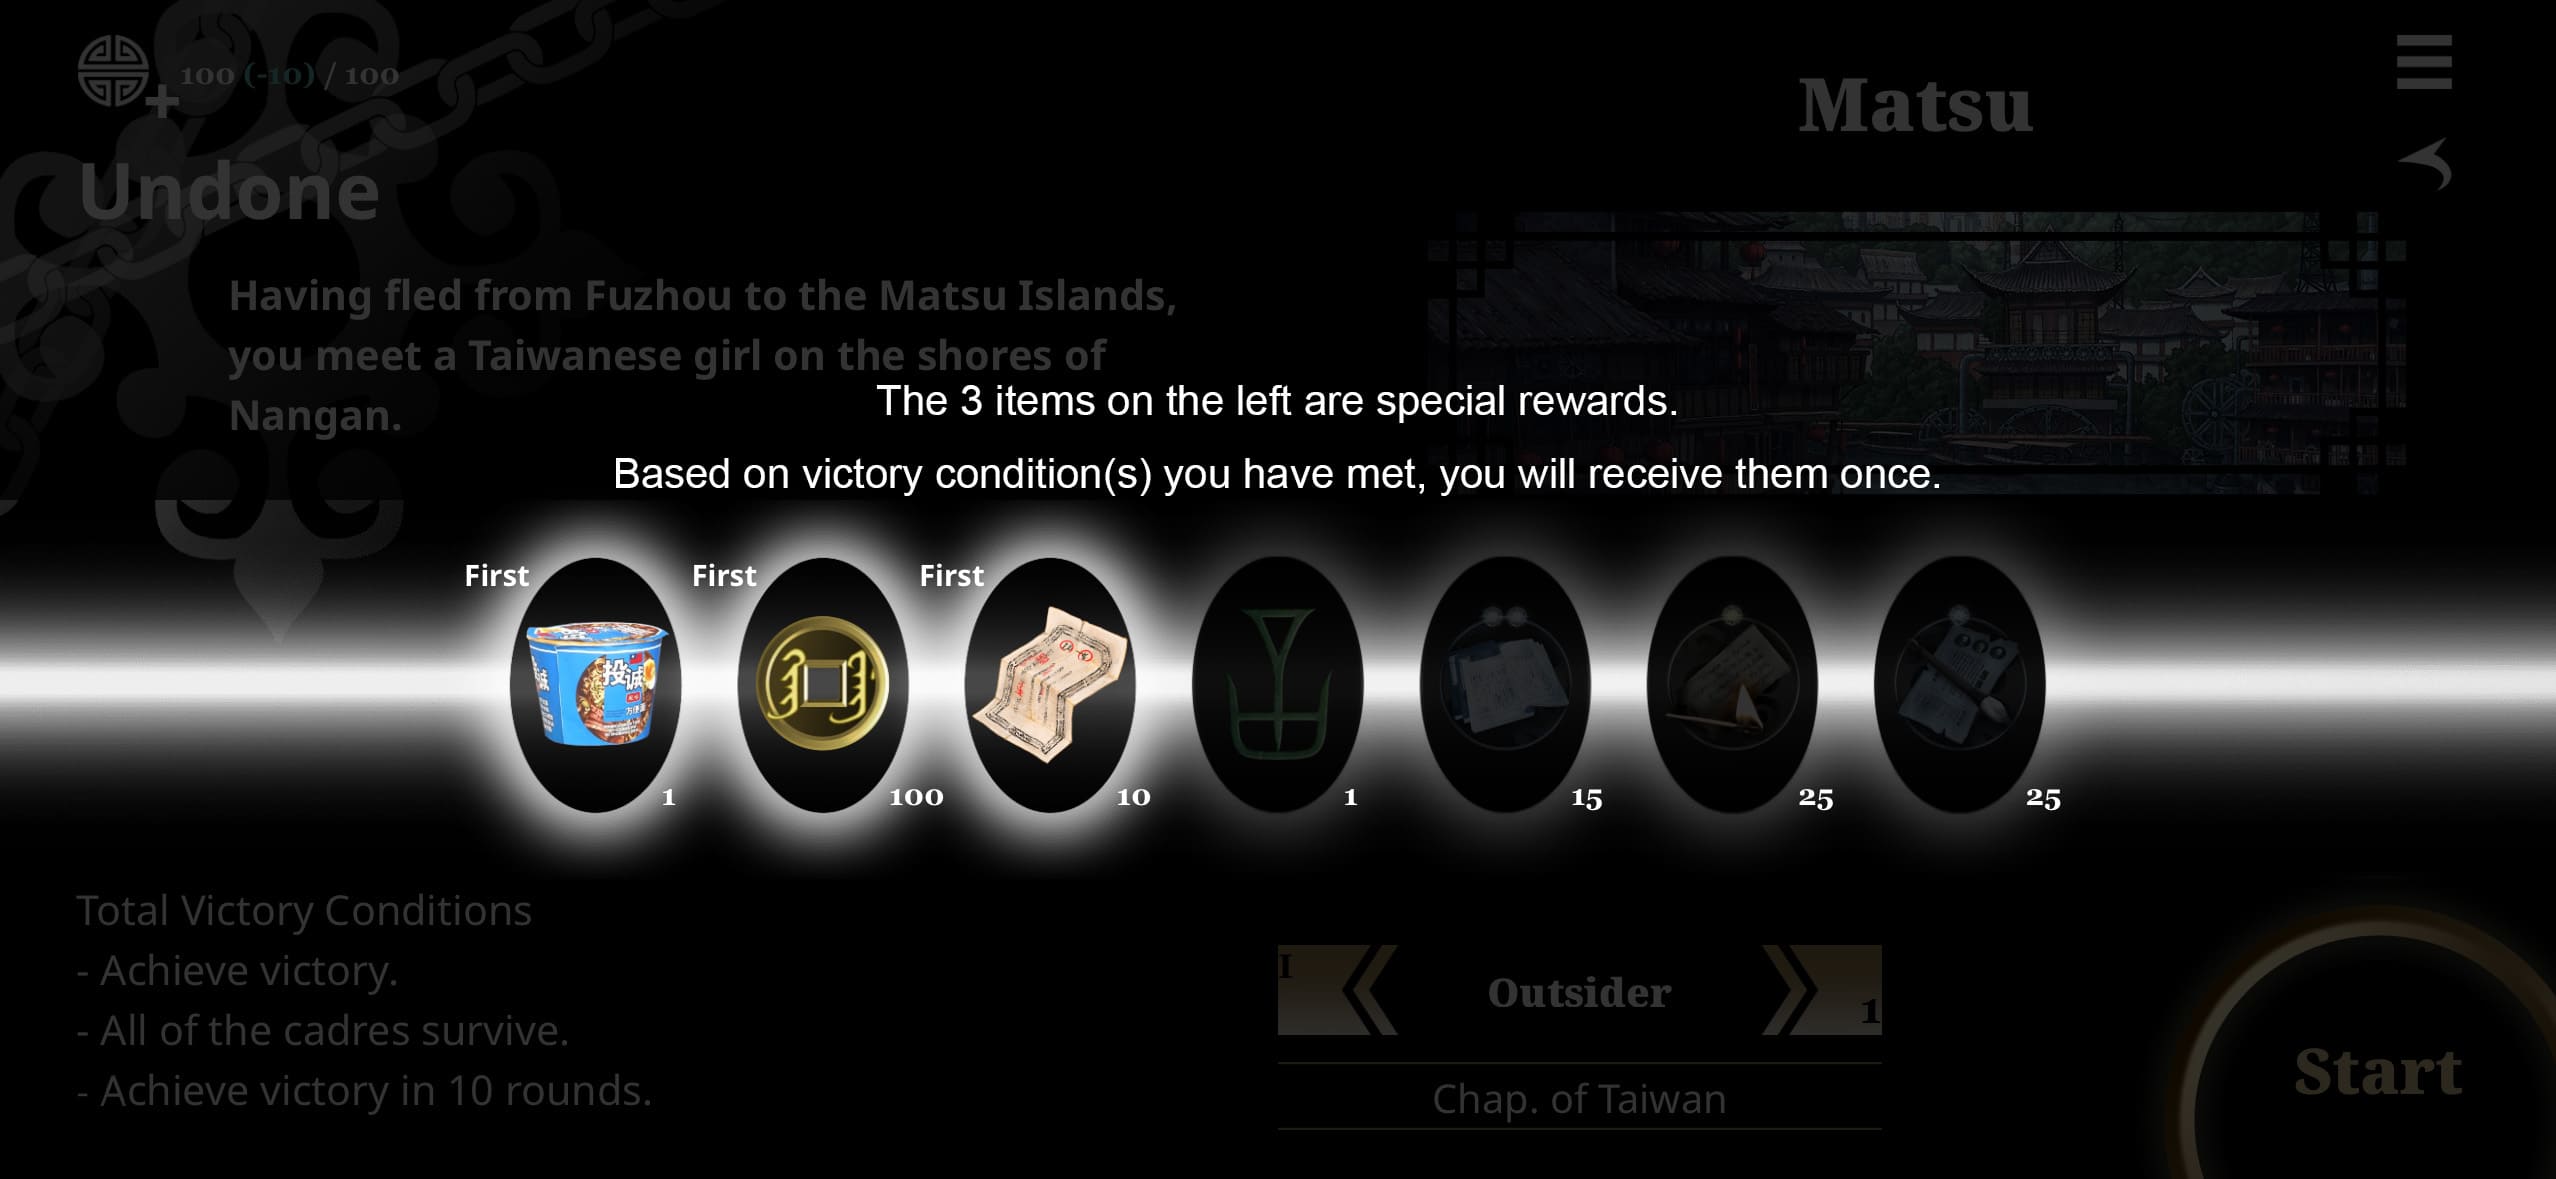 100 (-10) / 100
Matsu
Undone
Having fled from Fuzhou to the Matsu Islands,
you meet a Taiwanese girl on the shores of
Nangan.
The 3 items on the left are special rewards.
Based on victory condition(s) you have met, you will receive them once.
First
First
First
投诚
1
100
10
1
15
25
25
Total Victory Conditions
- Achieve victory.
- All of the cadres survive.
- Achieve victory in 10 rounds.
I
Outsider
1
Chap. of Taiwan
Start